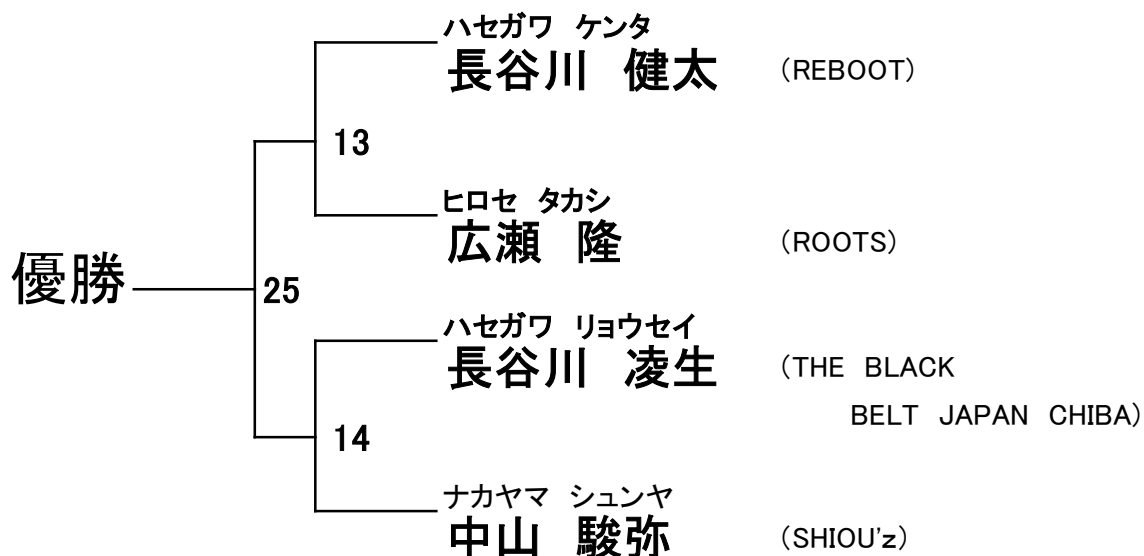 ハセガワ ケンタ
長谷川 健太 (REBOOT)
13
ヒロセ タカシ
広瀬 隆 (ROOTS)
優勝 25
ハセガワ リョウセイ
長谷川 凌生 (THE BLACK
BELT JAPAN CHIBA)
14
ナカヤマ シュンヤ
中山 駿弥 (SHIOU'z)